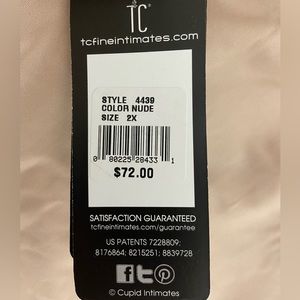 TC
tcfineintimates.com
STYLE 4439
COLOR NUDE
SIZE 2X
0 80225 28433 1
$72.00
SATISFACTION GUARANTEED
tcfineintimates.com/guarantee
US PATENTS 7228809;
8176864; 8215251; 8839728
© Cupid Intimates